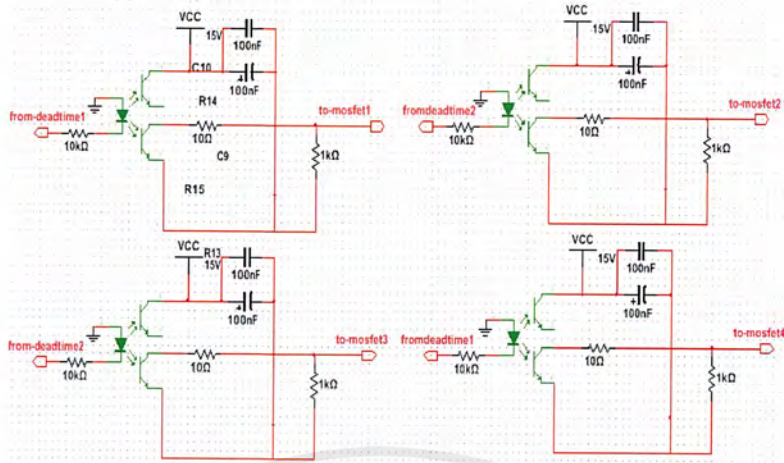 VCC
15V
100nF
C10
100nF
R14
from-deadtime1
10kΩ
10Ω
to-mosfet1
C9
1kΩ
R15
VCC
15V
100nF
100nF
fromdeadtime2
10kΩ
10Ω
to-mosfet2
1kΩ
VCC
R13
15V
100nF
100nF
from-deadtime2
10kΩ
10Ω
to-mosfet3
1kΩ
VCC
15V
100nF
100nF
fromdeadtime1
10kΩ
10Ω
to-mosfet4
1kΩ